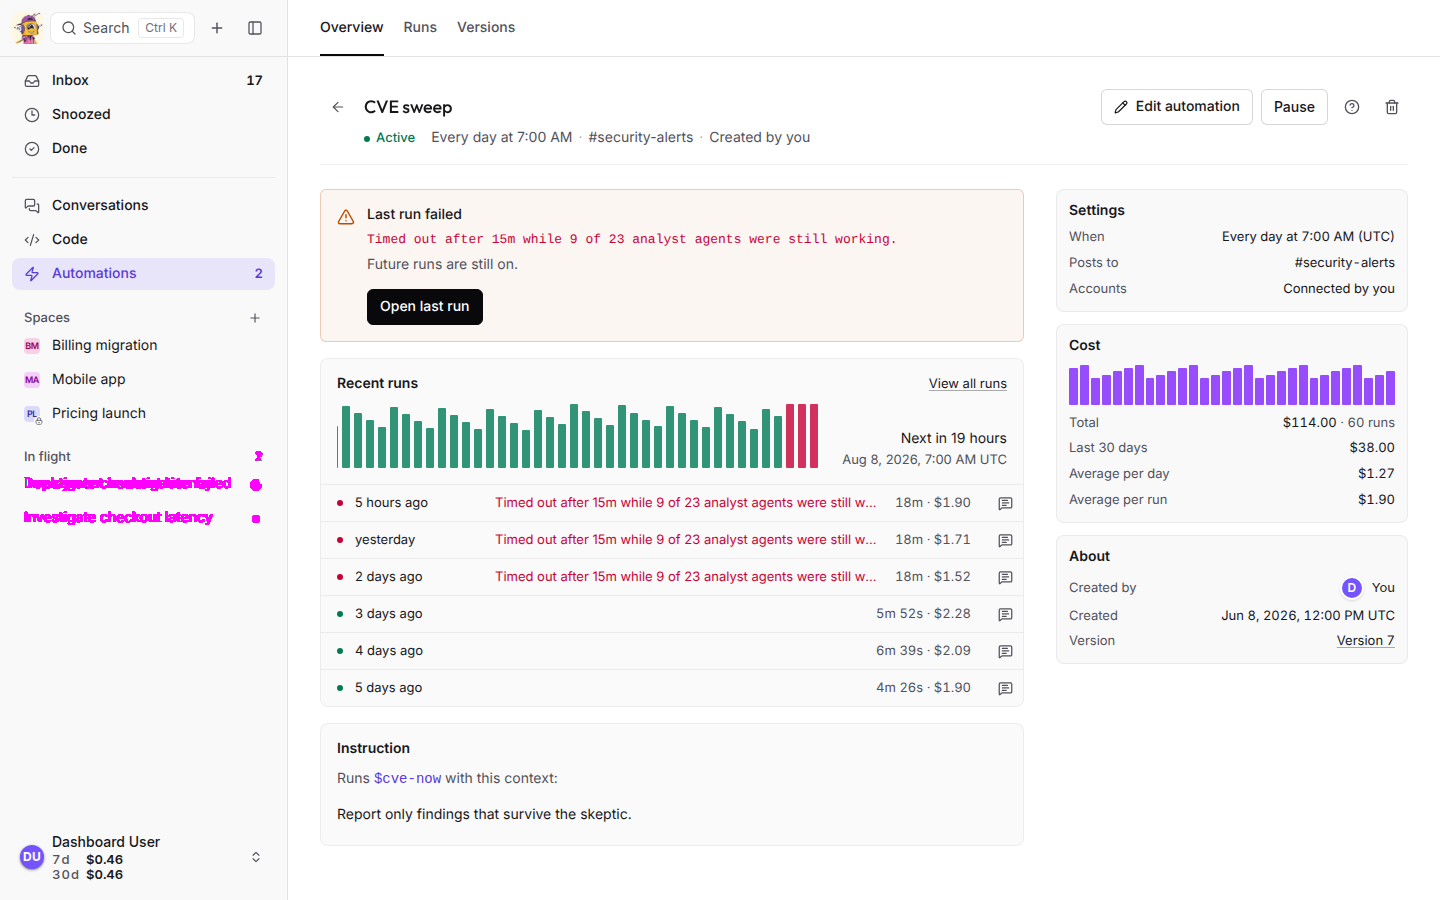 Search Ctrl K
Overview Runs Versions
Inbox 17
Snoozed
Done
Conversations
Code
Automations 2
Spaces
BM Billing migration
MA Mobile app
PL Pricing launch
In flight 2
Investigate checkout latency
DU Dashboard User
7d $0.46
30d $0.46
CVE sweep
Active Every day at 7:00 AM · #security-alerts · Created by you
Edit automation Pause
Last run failed
Timed out after 15m while 9 of 23 analyst agents were still working.
Future runs are still on.
Open last run
Recent runs View all runs
Next in 19 hours
Aug 8, 2026, 7:00 AM UTC
5 hours ago Timed out after 15m while 9 of 23 analyst agents were still w... 18m · $1.90
yesterday Timed out after 15m while 9 of 23 analyst agents were still w... 18m · $1.71
2 days ago Timed out after 15m while 9 of 23 analyst agents were still w... 18m · $1.52
3 days ago 5m 52s · $2.28
4 days ago 6m 39s · $2.09
5 days ago 4m 26s · $1.90
Instruction
Runs $cve-now with this context:
Report only findings that survive the skeptic.
Settings
When Every day at 7:00 AM (UTC)
Posts to #security-alerts
Accounts Connected by you
Cost
Total $114.00 · 60 runs
Last 30 days $38.00
Average per day $1.27
Average per run $1.90
About
Created by D You
Created Jun 8, 2026, 12:00 PM UTC
Version Version 7